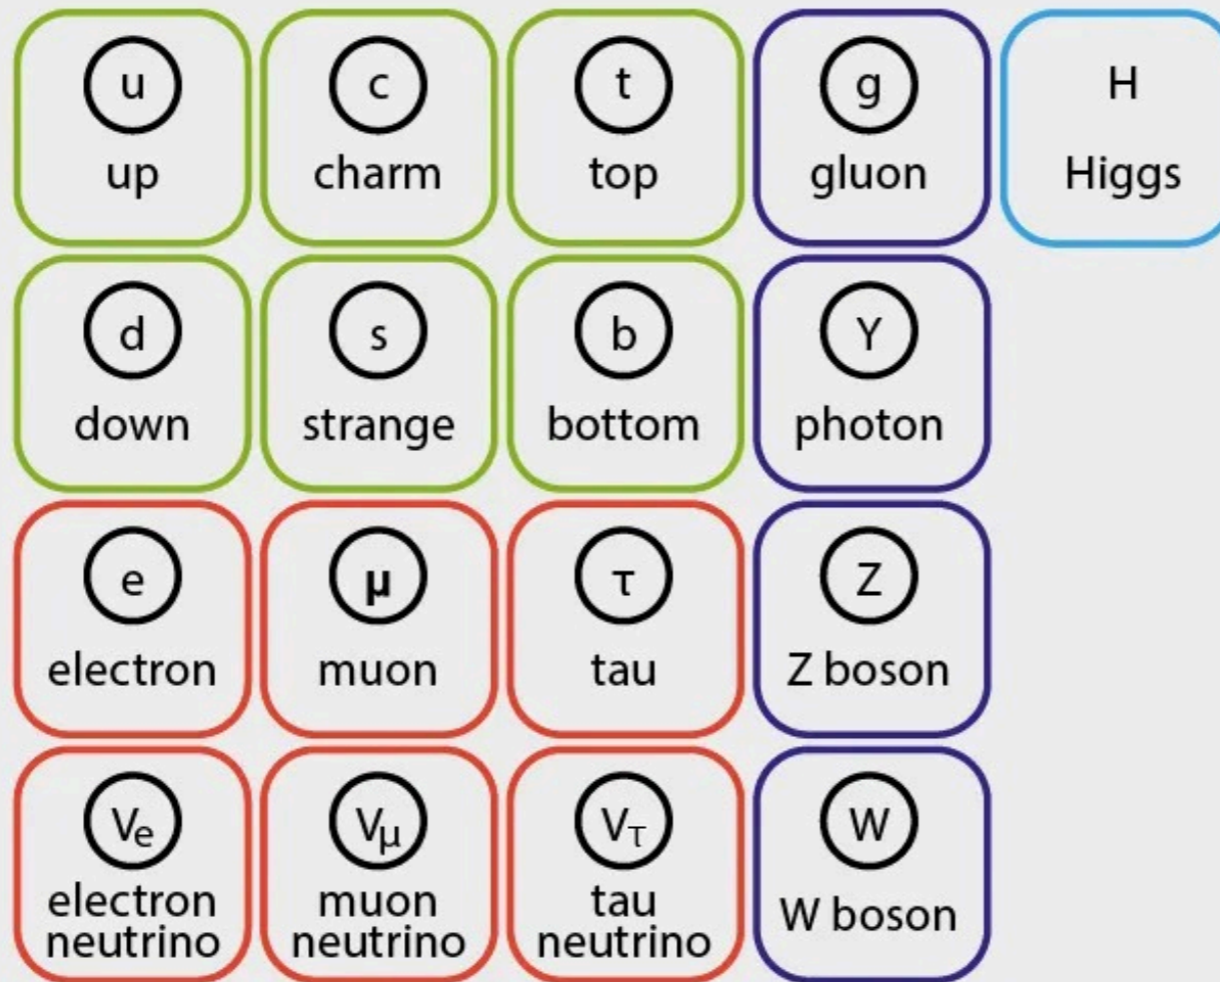 u
c
t
g
H
up
charm
top
gluon
Higgs
d
s
b
Y
down
strange
bottom
photon
e
μ
τ
Z
electron
muon
tau
Z boson
Ve
Vμ
Vτ
W
electron
neutrino
muon
neutrino
tau
neutrino
W boson